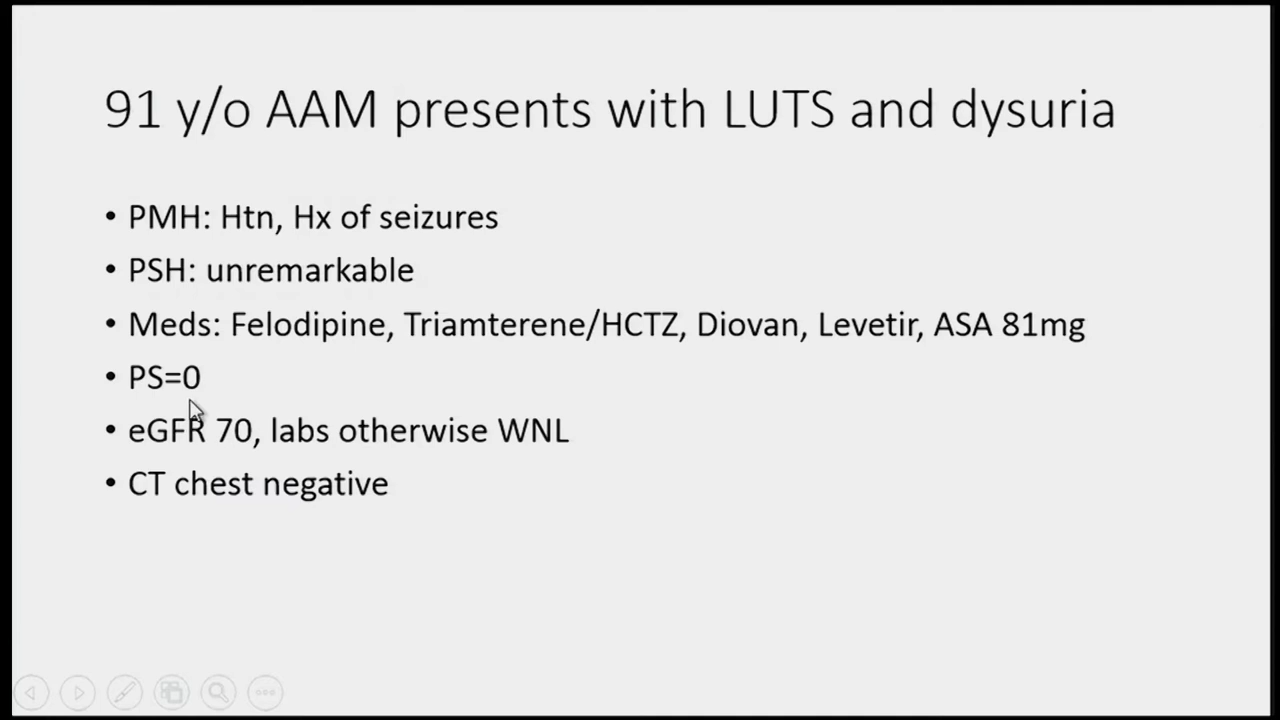 91 y/o AAM presents with LUTS and dysuria
• PMH: Htn, Hx of seizures
• PSH: unremarkable
• Meds: Felodipine, Triamterene/HCTZ, Diovan, Levetir, ASA 81mg
• PS=0
• eGFR 70, labs otherwise WNL
• CT chest negative